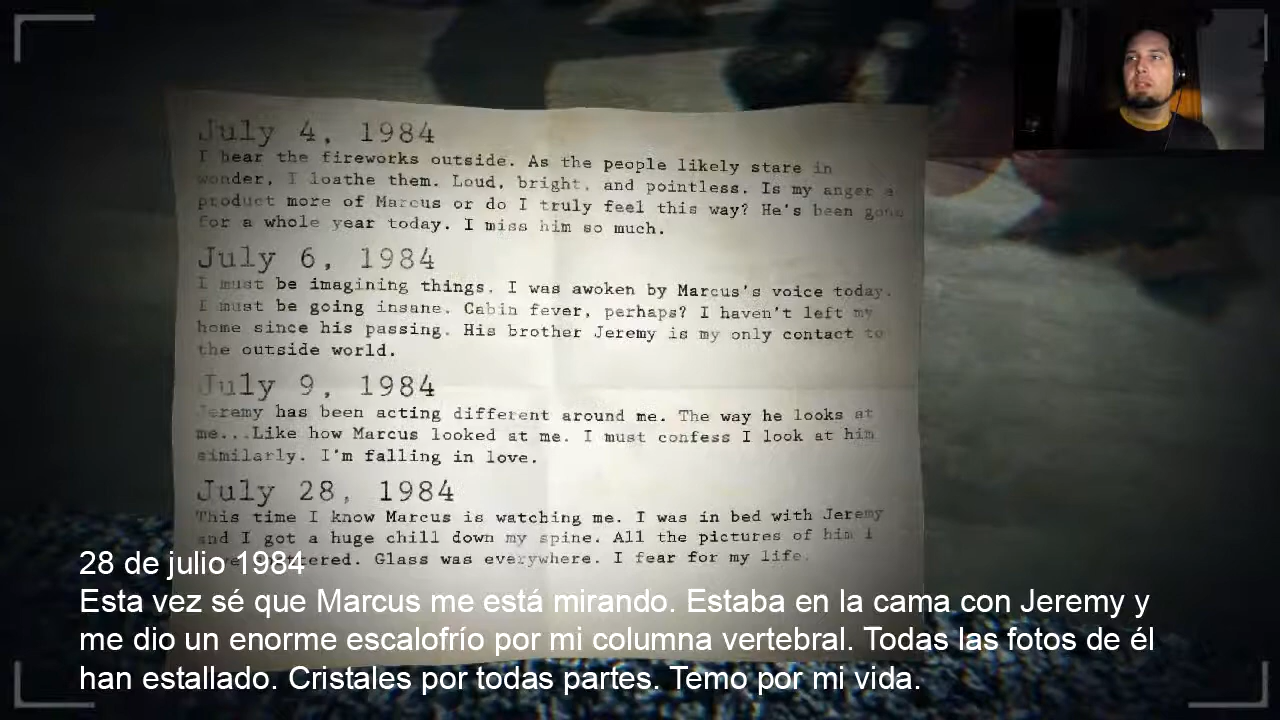 July 4, 1984
I hear the fireworks outside. As the people likely stare in
wonder, I loathe them. Loud, bright, and pointless. Is my anger a
product more of Marcus or do I truly feel this way? He's been gone
for a whole year today. I miss him so much.
July 6, 1984
I must be imagining things. I was awoken by Marcus's voice today.
I must be going insane. Cabin fever, perhaps? I haven't left my
home since his passing. His brother Jeremy is my only contact to
the outside world.
July 9, 1984
Jeremy has been acting different around me. The way he looks at
me...Like how Marcus looked at me. I must confess I look at him
similarly. I'm falling in love.
July 28, 1984
This time I know Marcus is watching me. I was in bed with Jeremy
and I got a huge chill down my spine. All the pictures of him I
Glass was everywhere. I fear for my life.
28 de julio 1984
Esta vez sé que Marcus me está mirando. Estaba en la cama con Jeremy y
me dio un enorme escalofrío por mi columna vertebral. Todas las fotos de él
han estallado. Cristales por todas partes. Temo por mi vida.